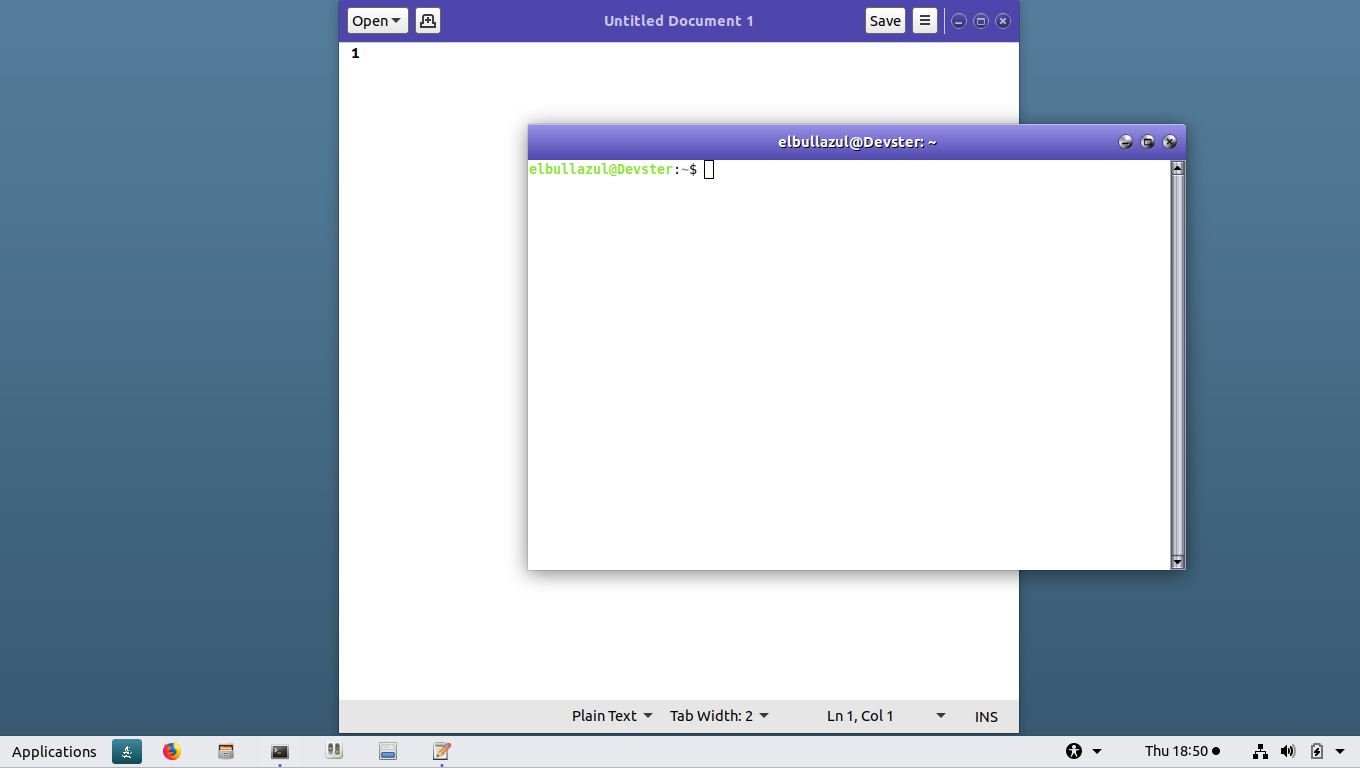 Open
Untitled Document 1
Save
1
elbullazul@Devster: ~
elbullazul@Devster:~$
Plain Text
Tab Width: 2
Ln 1, Col 1
INS
Applications
Thu 18:50